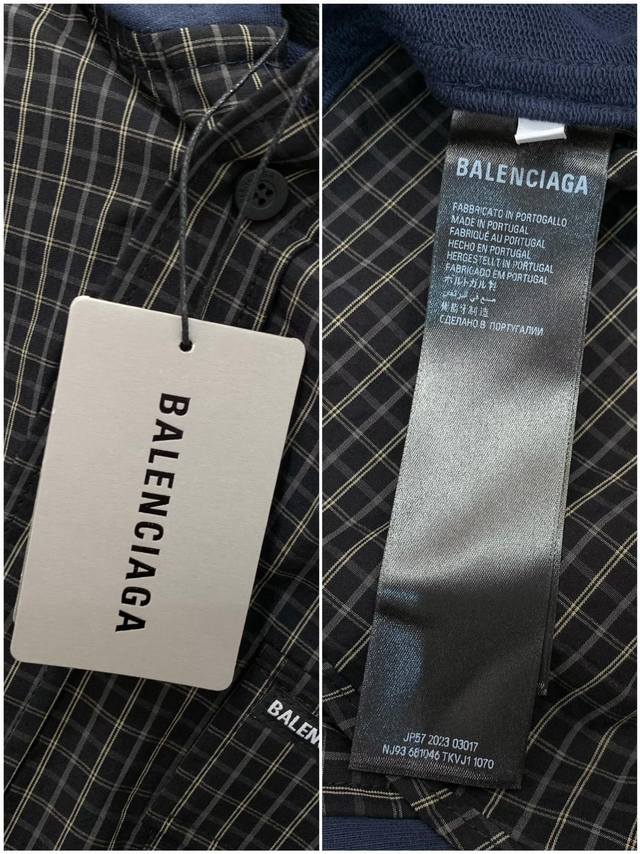 BALENCIAGA
BALEN
BALENCIAGA
FABBRICATO IN PORTOGALLO
MADE IN PORTUGAL
FABRIQUÉ AU PORTUGAL
HECHO EN PORTUGAL
HERGESTELLT IN PORTUGAL
FABRICADO EM PORTUGAL
ポルトガル製
葡萄牙制造
СДЕЛАНО В ПОРТУГАЛИИ
JP57 2023 03017
NJ93 681046 TKVJ1 1070